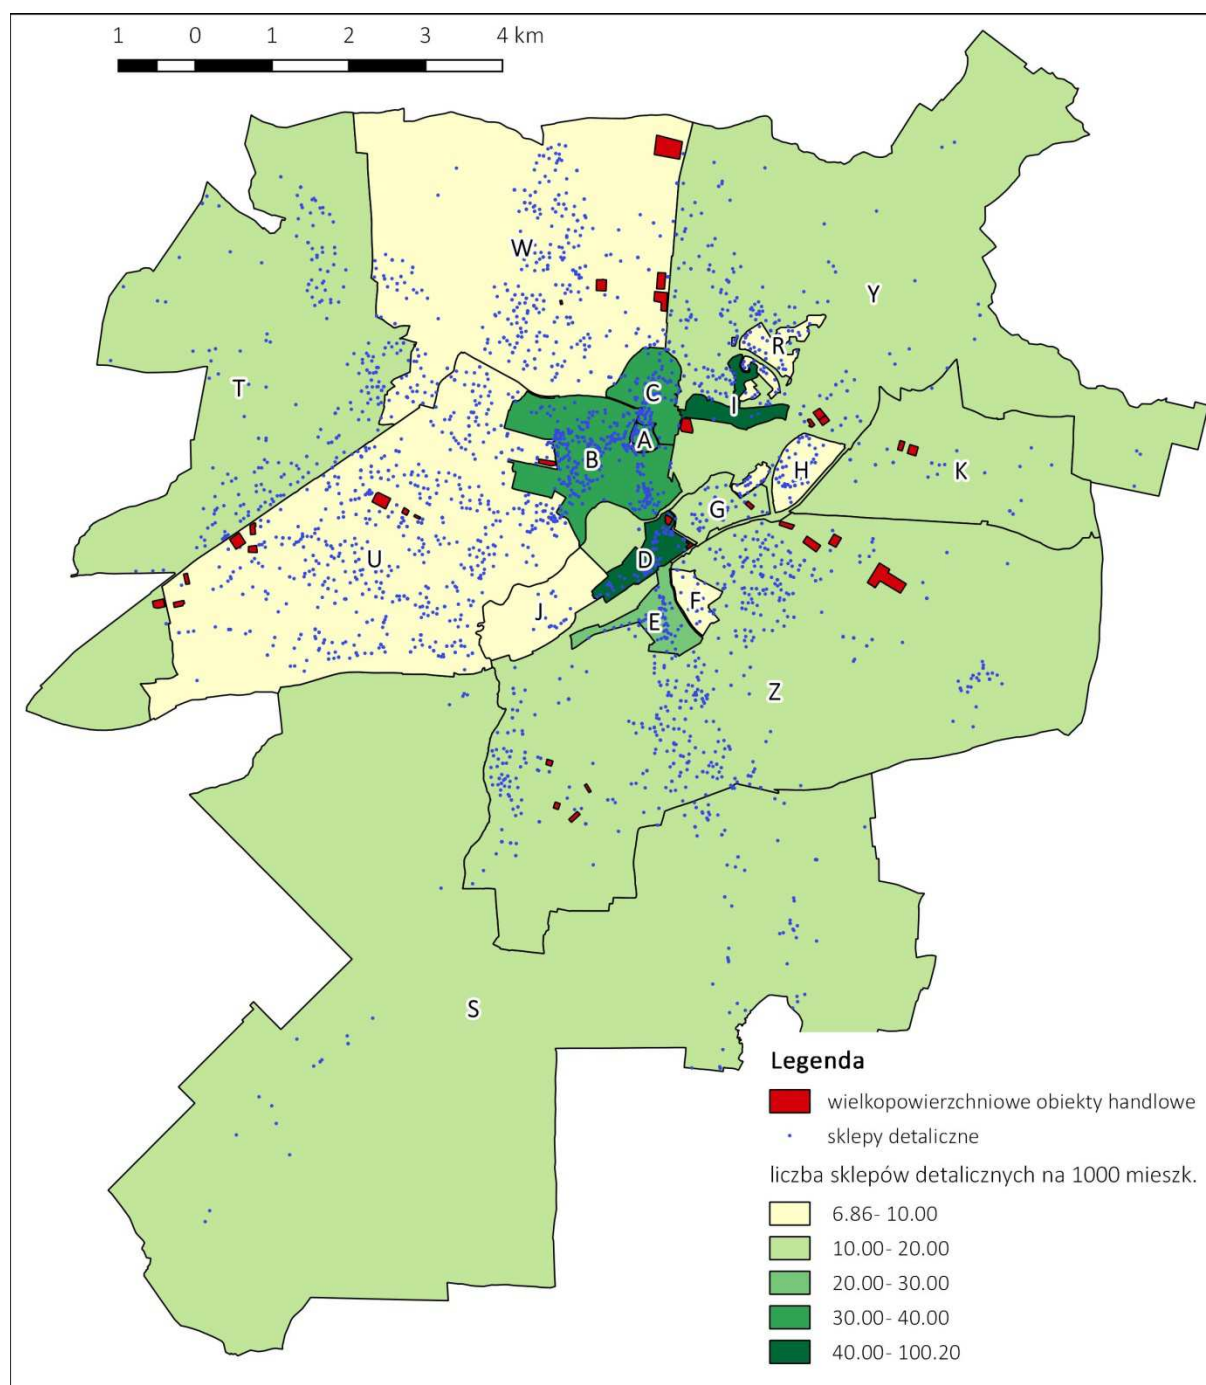 1 0 1 2 3 4 km
W
Y
R
T
C
I
A
B
H
K
G
U
D
J
F
E
Z
S
Legenda
wielkopowierzchniowe obiekty handlowe
sklepy detaliczne
liczba sklepów detalicznych na 1000 mieszk.
6.86- 10.00
10.00- 20.00
20.00- 30.00
30.00- 40.00
40.00- 100.20